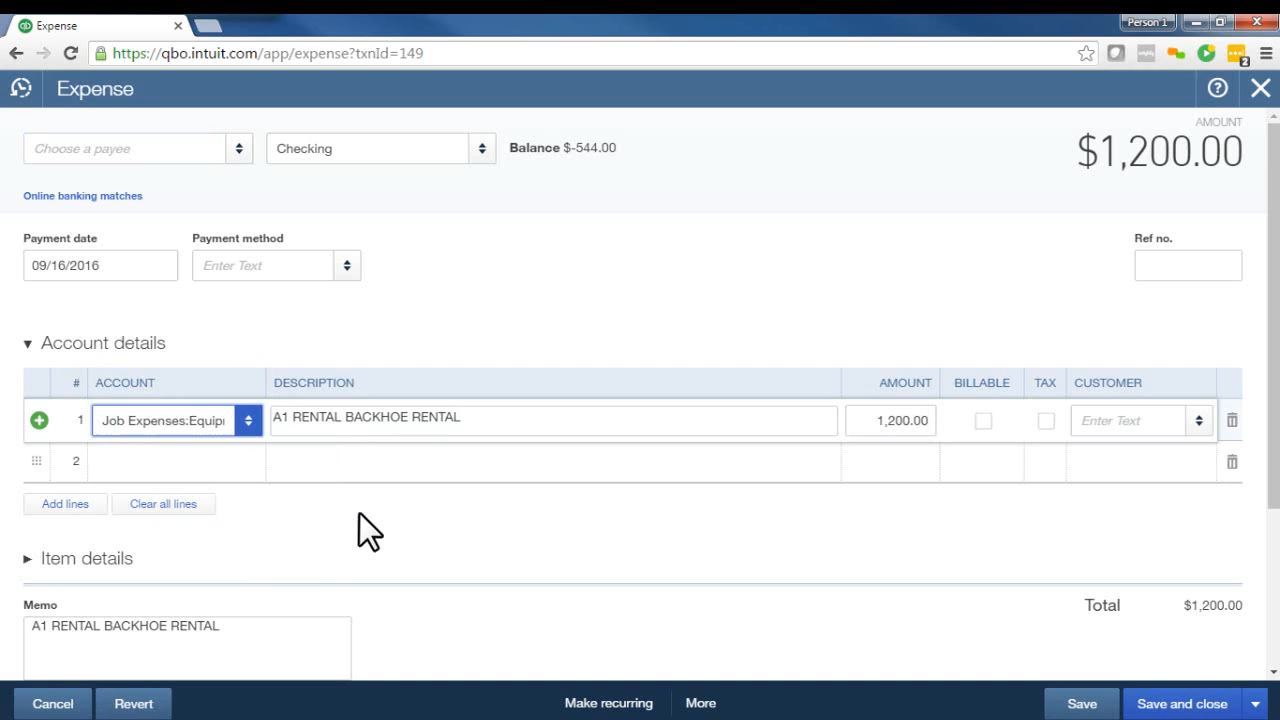 Expense
Person 1
https://qbo.intuit.com/app/expense?txnId=149
2
Expense
AMOUNT
Choose a payee
Checking
Balance $-544.00
$1,200.00
Online banking matches
Payment date
Payment method
Ref no.
09/16/2016
Enter Text
Account details
# ACCOUNT DESCRIPTION AMOUNT BILLABLE TAX CUSTOMER
1 Job Expenses:Equip A1 RENTAL BACKHOE RENTAL 1,200.00 Enter Text
2
Add lines
Clear all lines
Item details
Memo
Total $1,200.00
A1 RENTAL BACKHOE RENTAL
Cancel
Revert
Make recurring
More
Save
Save and close